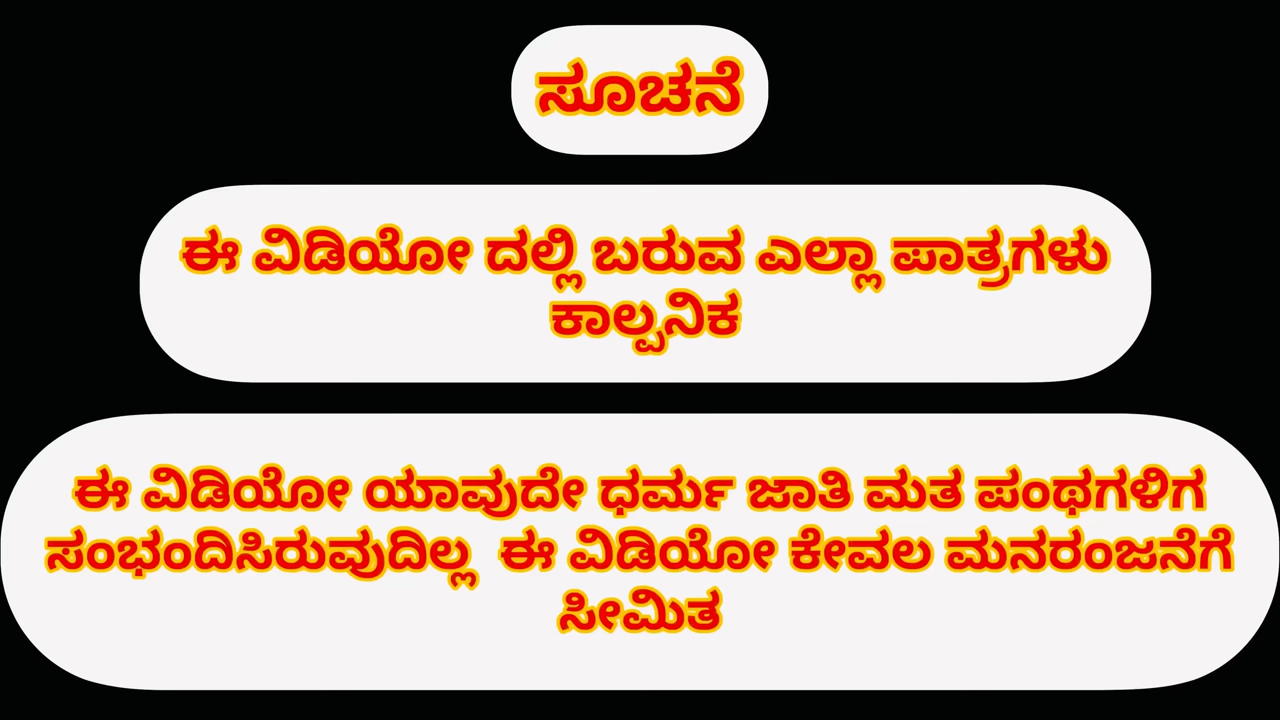 ಸೂಚನೆ
ಈ ವಿಡಿಯೋ ದಲ್ಲಿ ಬರುವ ಎಲ್ಲಾ ಪಾತ್ರಗಳು
ಕಾಲ್ಪನಿಕ
ಈ ವಿಡಿಯೋ ಯಾವುದೇ ಧರ್ಮ ಜಾತಿ ಮತ ಪಂಥಗಳಿಗ
ಸಂಭಂದಿಸಿರುವುದಿಲ್ಲ ಈ ವಿಡಿಯೋ ಕೇವಲ ಮನರಂಜನೆಗೆ
ಸೀಮಿತ